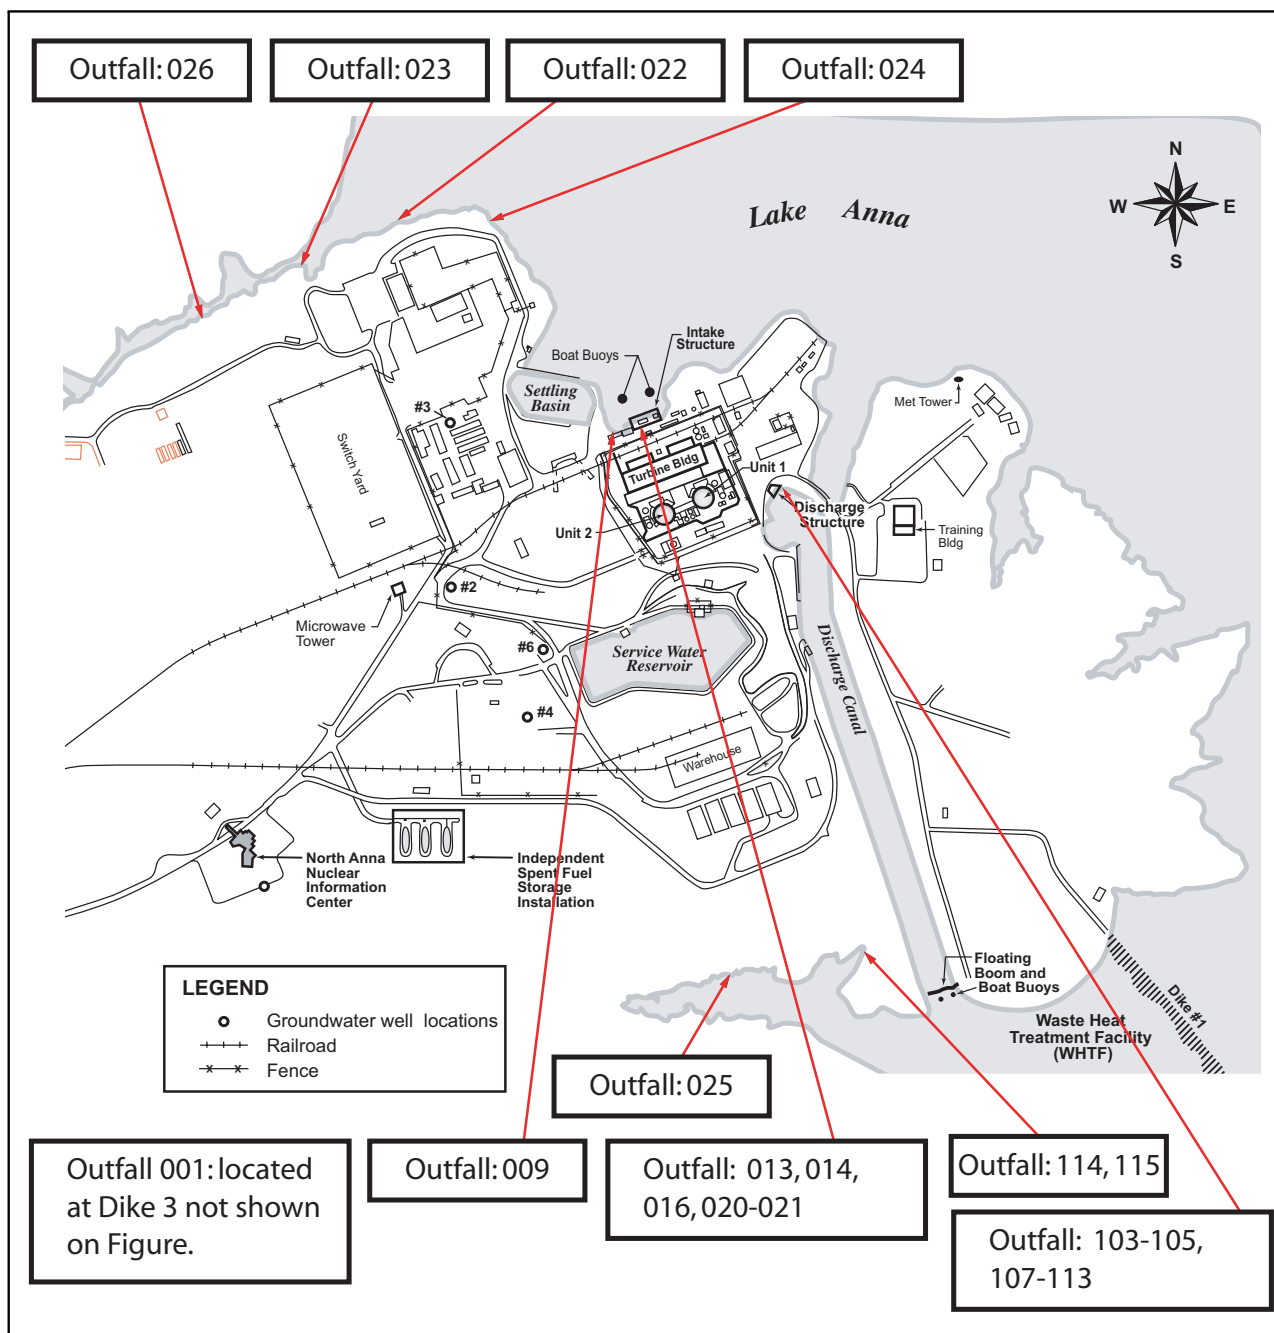 Outfall: 026
Outfall: 023
Outfall: 022
Outfall: 024
N
W
E
S
Lake Anna
Intake
Structure
Boat Buoys
Settling
Basin
Met Tower
#3
Switch Yard
Turbine Bldg
Unit 1
Unit 2
Discharge
Structure
Training
Bldg
#2
Microwave
Tower
#6
Service Water
Reservoir
Discharge Canal
#4
Warehouse
North Anna
Nuclear
Information
Center
Independent
Spent Fuel
Storage
Installation
Floating
Boom and
Boat Buoys
Dike #1
Waste Heat
Treatment Facility
(WHTF)
LEGEND
Groundwater well locations
Railroad
Fence
Outfall: 025
Outfall 001: located
at Dike 3 not shown
on Figure.
Outfall: 009
Outfall: 013, 014,
016, 020-021
Outfall: 114, 115
Outfall: 103-105,
107-113